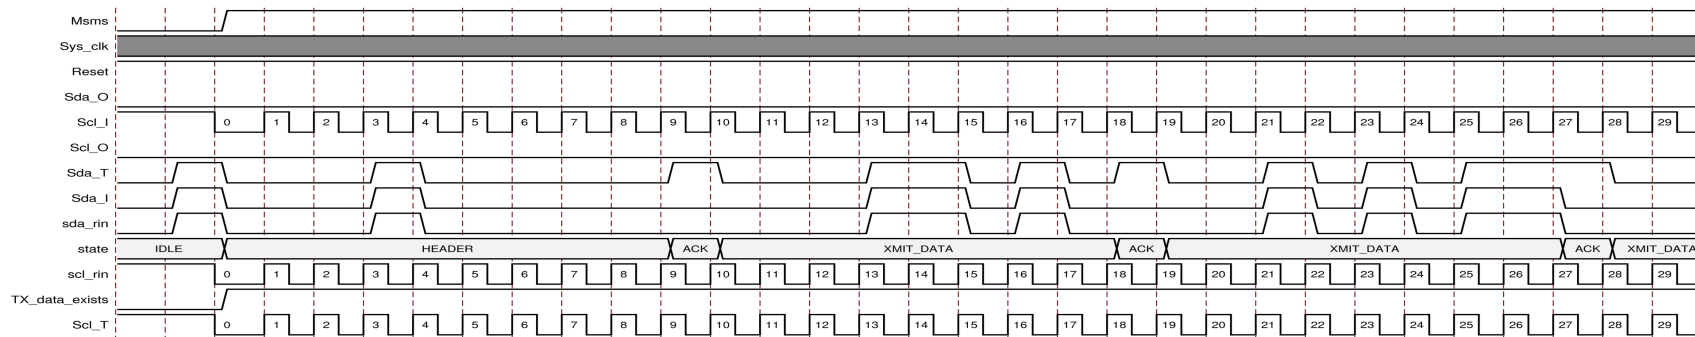 Msms
Sys_clk
Reset
Sda_O
Scl_I 0 1 2 3 4 5 6 7 8 9 10 11 12 13 14 15 16 17 18 19 20 21 22 23 24 25 26 27 28 29
Scl_O
Sda_T
Sda_I
sda_rin
state IDLE HEADER ACK XMIT_DATA ACK XMIT_DATA ACK XMIT_DATA
scl_rin 0 1 2 3 4 5 6 7 8 9 10 11 12 13 14 15 16 17 18 19 20 21 22 23 24 25 26 27 28 29
TX_data_exists
Scl_T 0 1 2 3 4 5 6 7 8 9 10 11 12 13 14 15 16 17 18 19 20 21 22 23 24 25 26 27 28 29